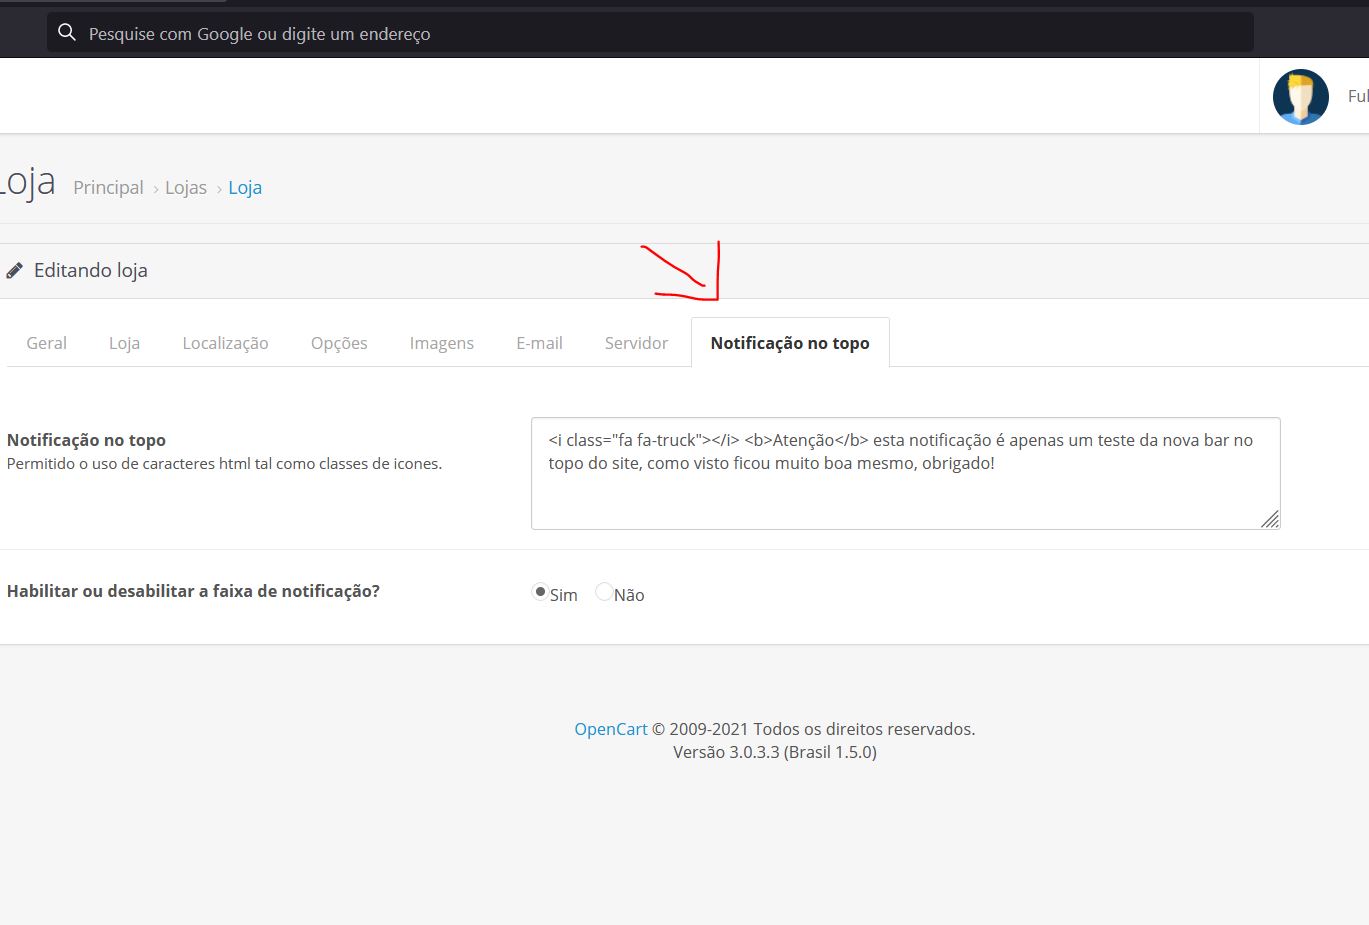 Pesquise com Google ou digite um endereço
Loja Principal › Lojas › Loja
Editando loja
Geral Loja Localização Opções Imagens E-mail Servidor Notificação no topo
Notificação no topo
Permitido o uso de caracteres html tal como classes de icones.
<i class="fa fa-truck"></i> <b>Atenção</b> esta notificação é apenas um teste da nova bar no
topo do site, como visto ficou muito boa mesmo, obrigado!
Habilitar ou desabilitar a faixa de notificação?
Sim Não
OpenCart © 2009-2021 Todos os direitos reservados.
Versão 3.0.3.3 (Brasil 1.5.0)